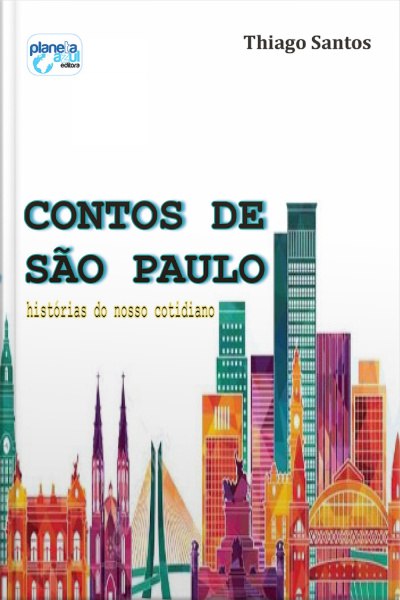 planeta
azul
editora
Thiago Santos
CONTOS DE
SÃO PAULO
histórias do nosso cotidiano